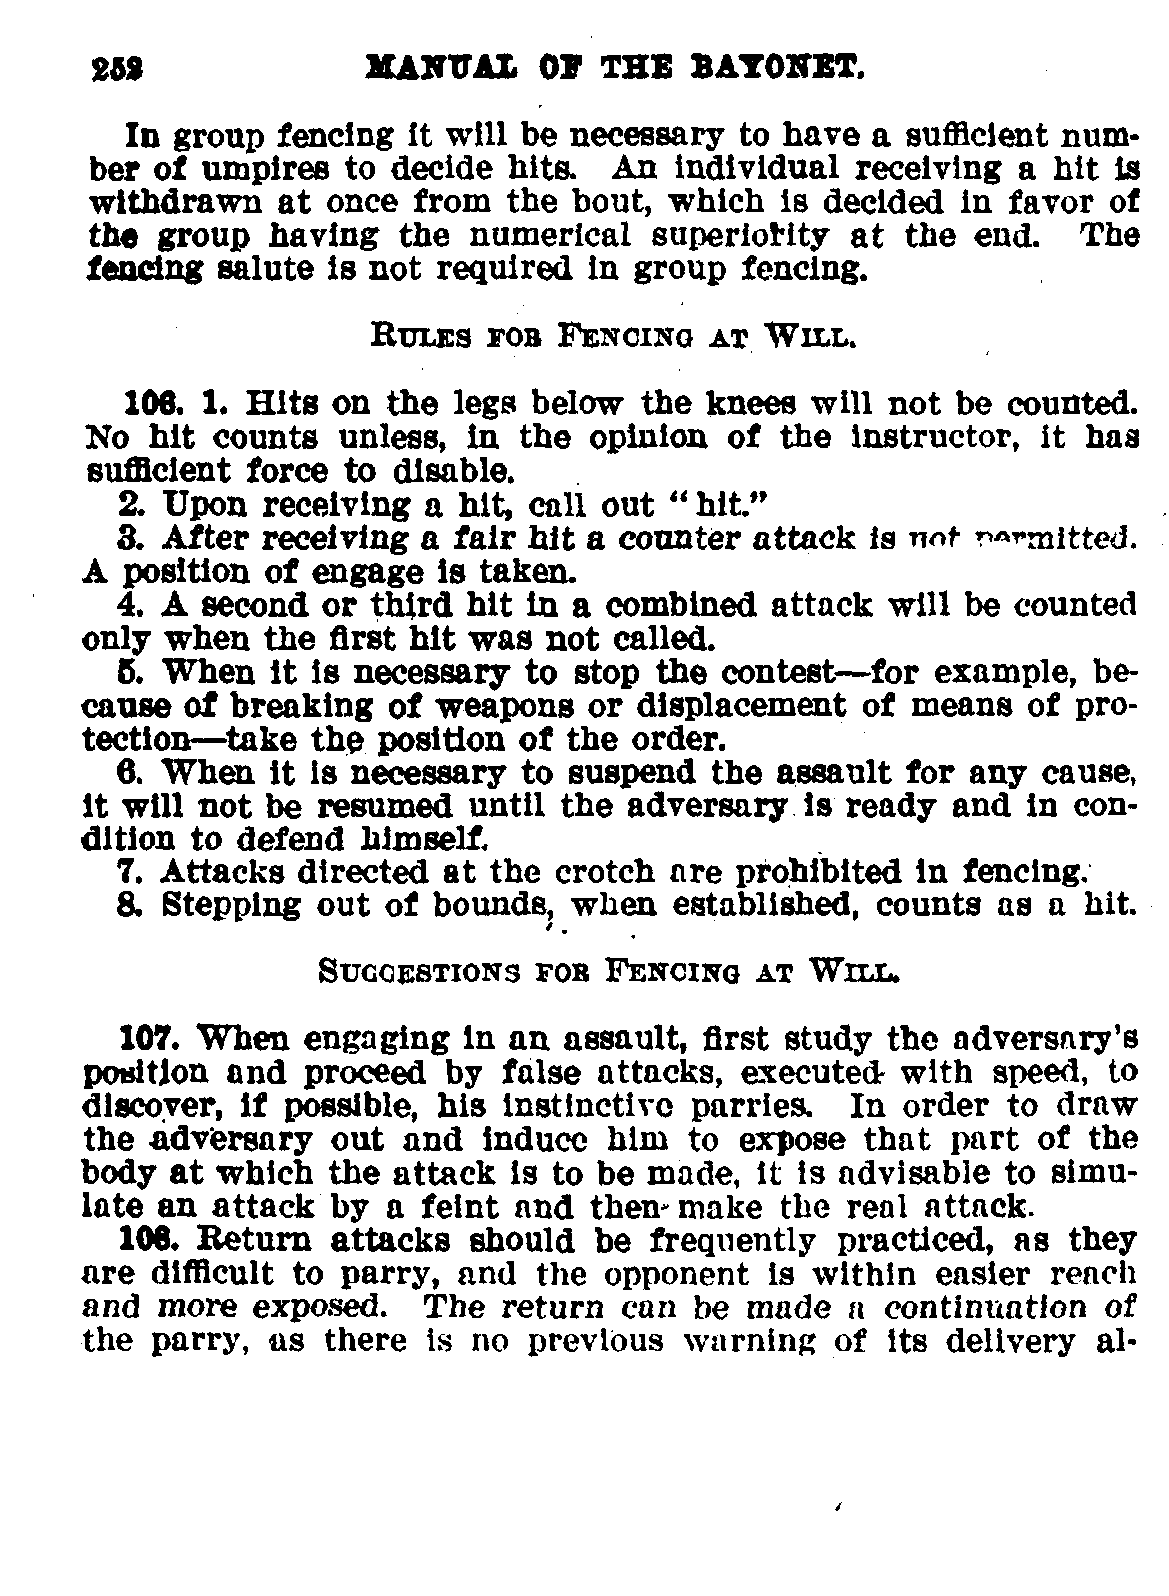 252 MANUAL OF THE BAYONET.
In group fencing it will be necessary to have a sufficient num-
ber of umpires to decide hits. An individual receiving a hit is
withdrawn at once from the bout, which is decided in favor of
the group having the numerical superiority at the end. The
fencing salute is not required in group fencing.
RULES FOR FENCING AT WILL.
106. 1. Hits on the legs below the knees will not be counted.
No hit counts unless, in the opinion of the instructor, it has
sufficient force to disable.
2. Upon receiving a hit, call out "hit."
3. After receiving a fair hit a counter attack is not permitted.
A position of engage is taken.
4. A second or third hit in a combined attack will be counted
only when the first hit was not called.
5. When it is necessary to stop the contest—for example, be-
cause of breaking of weapons or displacement of means of pro-
tection—take the position of the order.
6. When it is necessary to suspend the assault for any cause,
it will not be resumed until the adversary is ready and in con-
dition to defend himself.
7. Attacks directed at the crotch are prohibited in fencing.
8. Stepping out of bounds, when established, counts as a hit.
SUGGESTIONS FOR FENCING AT WILL.
107. When engaging in an assault, first study the adversary's
position and proceed by false attacks, executed with speed, to
discover, if possible, his instinctive parries. In order to draw
the adversary out and induce him to expose that part of the
body at which the attack is to be made, it is advisable to simu-
late an attack by a feint and then make the real attack.
108. Return attacks should be frequently practiced, as they
are difficult to parry, and the opponent is within easier reach
and more exposed. The return can be made a continuation of
the parry, as there is no previous warning of its delivery al-